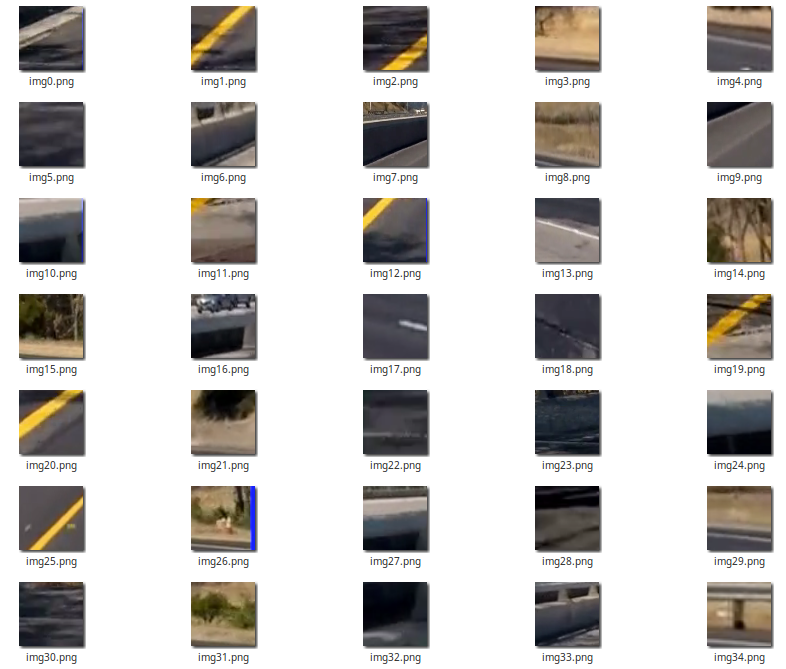 img0.png img1.png img2.png img3.png img4.png
img5.png img6.png img7.png img8.png img9.png
img10.png img11.png img12.png img13.png img14.png
img15.png img16.png img17.png img18.png img19.png
img20.png img21.png img22.png img23.png img24.png
img25.png img26.png img27.png img28.png img29.png
img30.png img31.png img32.png img33.png img34.png